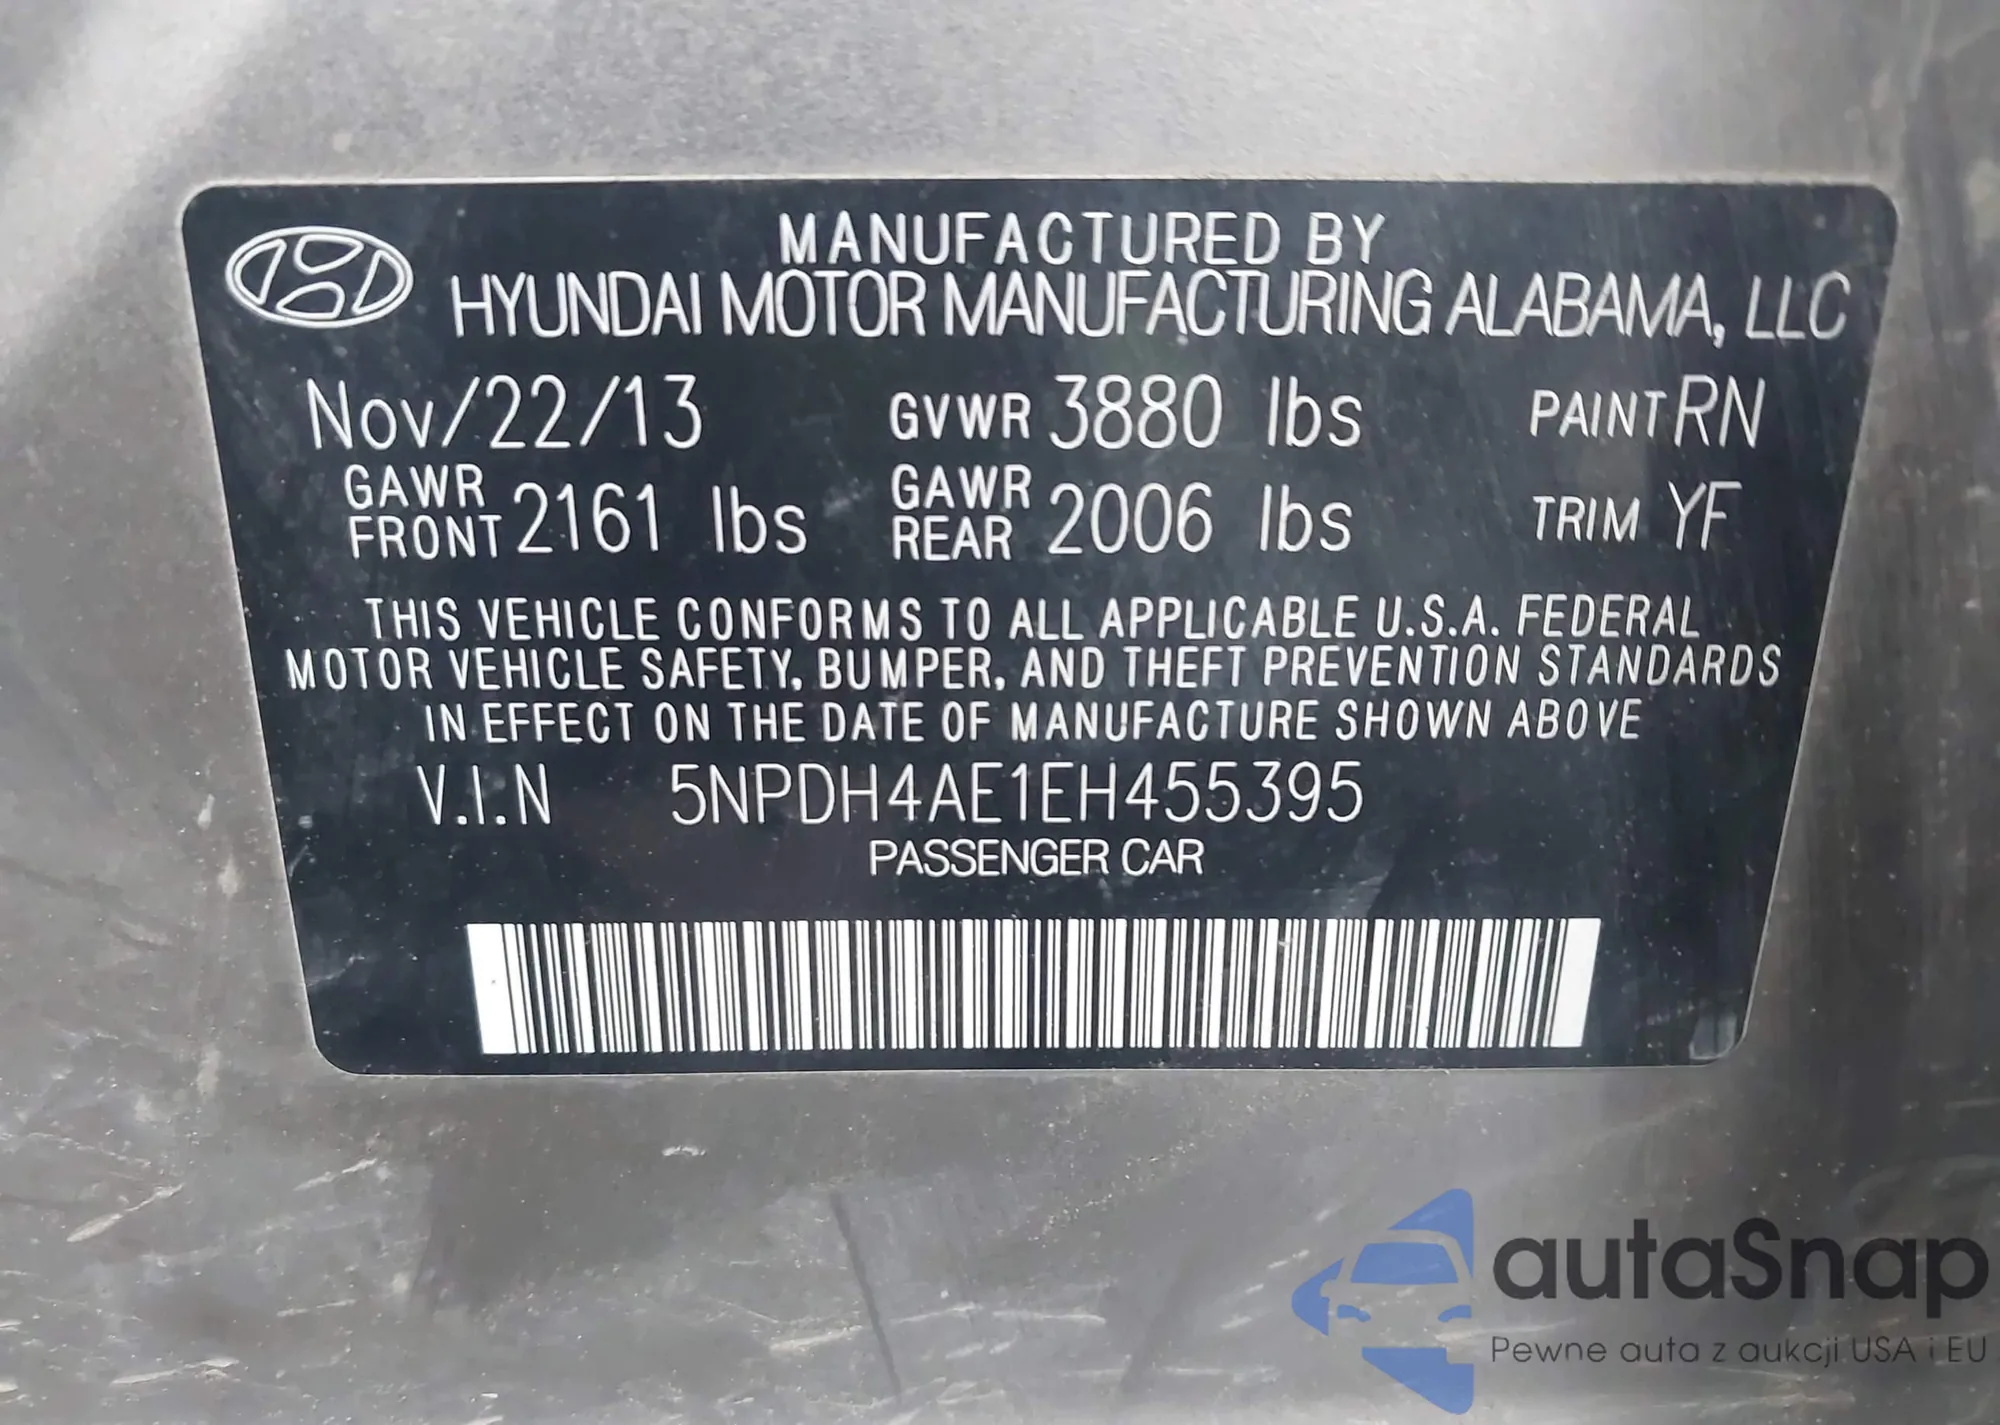 MANUFACTURED BY
HYUNDAI MOTOR MANUFACTURING ALABAMA, LLC
Nov/22/13 GVWR 3880 lbs PAINT RN
GAWR FRONT 2161 lbs GAWR REAR 2006 lbs TRIM YF
THIS VEHICLE CONFORMS TO ALL APPLICABLE U.S.A. FEDERAL
MOTOR VEHICLE SAFETY, BUMPER, AND THEFT PREVENTION STANDARDS
IN EFFECT ON THE DATE OF MANUFACTURE SHOWN ABOVE
V.I.N 5NPDH4AE1EH455395
PASSENGER CAR
autaSnap
Pewne auta z aukcji USA i EU